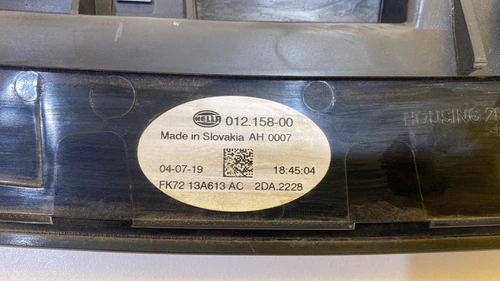 HELLA 012.158-00
Made in Slovakia AH 0007
04-07-19 18:45:04
FK72 13A613 AC 2DA.2228
HOUSING